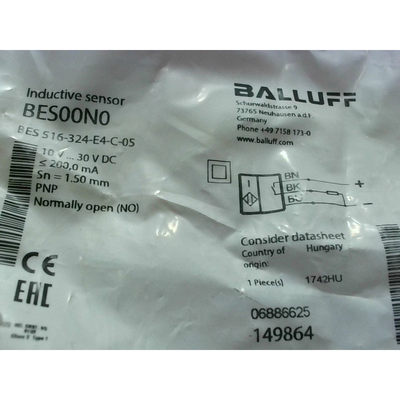 Inductive sensor
BES00N0
BES 516-324-E4-C-05
10 V ... 30 V DC
≤ 200,0 mA
Sn = 1.50 mm
PNP
Normally open (NO)
CE
EAC
BALLUFF
Schurwaldstrasse 9
73765 Neuhausen a.d.F
Germany
Phone +49 7158 173-0
www.balluff.com
BN
BK
BU
+
-
Consider datasheet
Country of origin: Hungary
1 Piece(s) 1742HU
06886625
149864